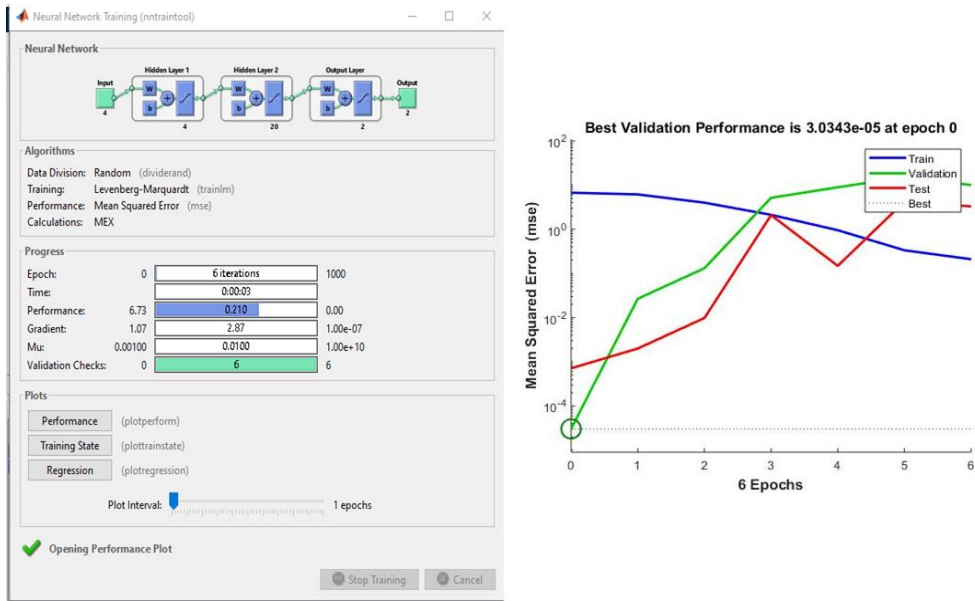 Neural Network Training (nntraintool)
Neural Network
Hidden Layer 1 Hidden Layer 2 Output Layer
Input Output
W W W
+ + +
b b b
4 4 20 2 2
Algorithms
Data Division: Random (dividerand)
Training: Levenberg-Marquardt (trainlm)
Performance: Mean Squared Error (mse)
Calculations: MEX
Progress
Epoch: 0 6 iterations 1000
Time: 0:00:03
Performance: 6.73 0.210 0.00
Gradient: 1.07 2.87 1.00e-07
Mu: 0.00100 0.0100 1.00e+10
Validation Checks: 0 6 6
Plots
Performance (plotperform)
Training State (plottrainstate)
Regression (plotregression)
Plot Interval: 1 epochs
Opening Performance Plot
Stop Training Cancel
Best Validation Performance is 3.0343e-05 at epoch 0
Mean Squared Error (mse)
10^2
10^0
10^-2
10^-4
Train
Validation
Test
Best
0 1 2 3 4 5 6
6 Epochs